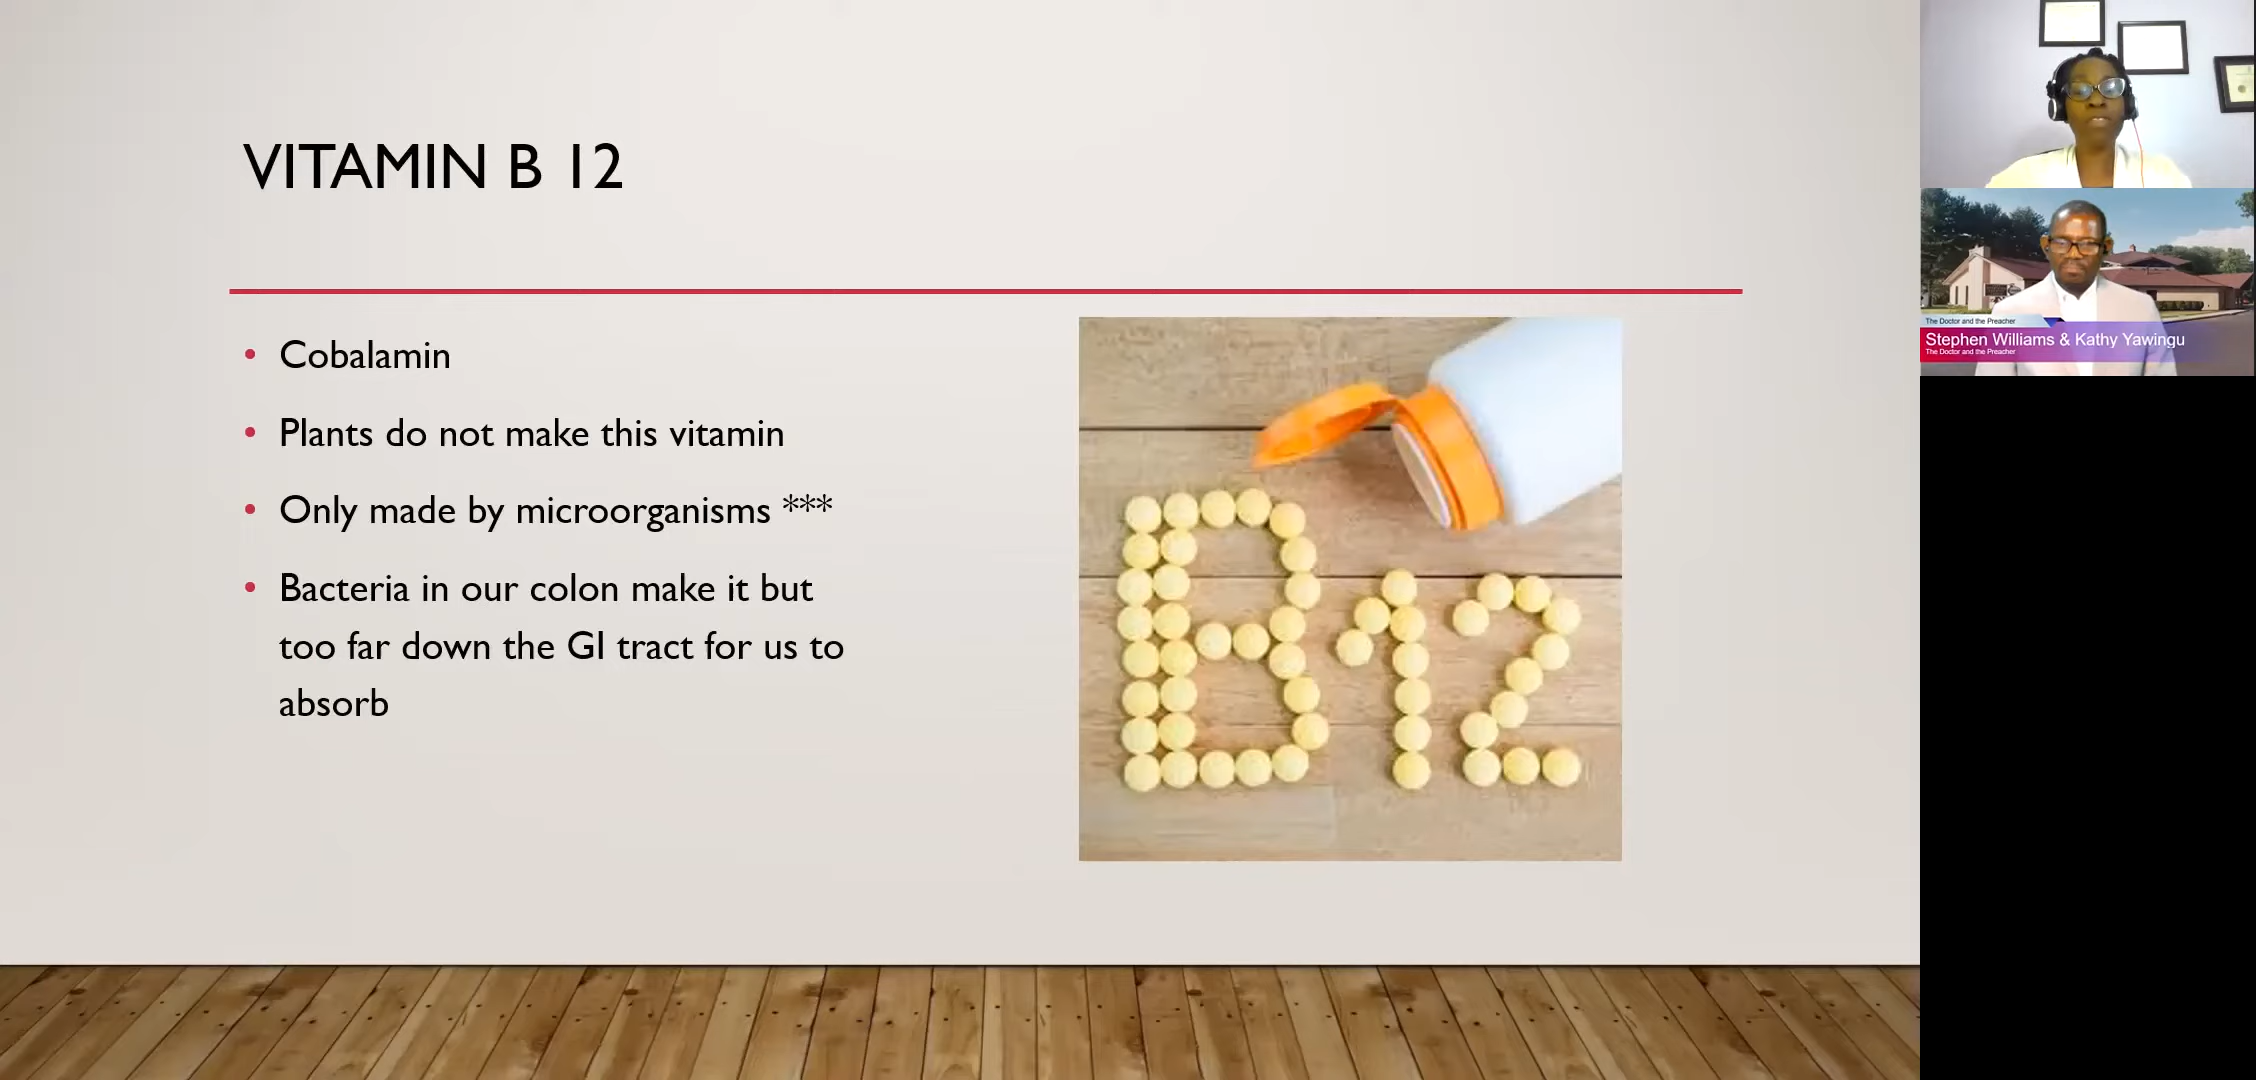 VITAMIN B 12
• Cobalamin
• Plants do not make this vitamin
• Only made by microorganisms ***
• Bacteria in our colon make it but
too far down the GI tract for us to
absorb
B12
The Doctor and the Preacher
Stephen Williams & Kathy Yawingu
The Doctor and the Preacher